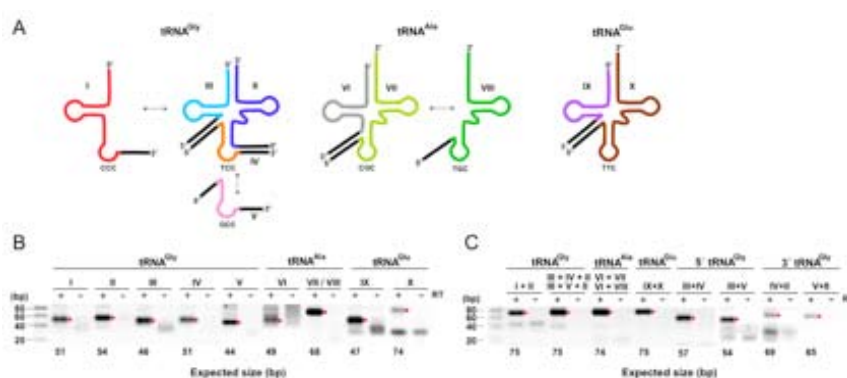 A
tRNA^Gly tRNA^Ala tRNA^Glu
I III II VI VII VIII IX X
5' 3'
CCC TCC IV CGC TGC TTC
GCC V
B
tRNA^Gly tRNA^Ala tRNA^Glu
I II III IV V VI VII / VIII IX X
(bp) + - + - + - + - + - + - + - + - + - RT
80
60
40
20
51 54 46 51 44 49 68 47 74
Expected size (bp)
C
tRNA^Gly tRNA^Ala tRNA^Glu 5' tRNA^Gly 3' tRNA^Gly
III + IV + II VI + VII
I + II III + V + II VI + VIII IX+X III+IV III+V IV+II V+II
(bp) + - + - + - + - + - + - + - + -
80
60
40
20
75 75 76 75 57 54 69 65
Expected size (bp)